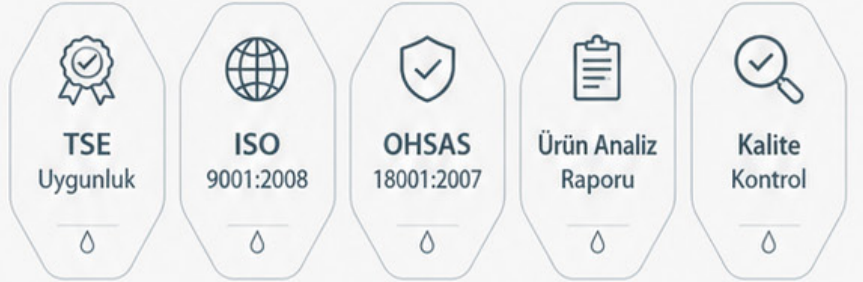 TSE
Uygunluk
ISO
9001:2008
OHSAS
18001:2007
Ürün Analiz
Raporu
Kalite
Kontrol